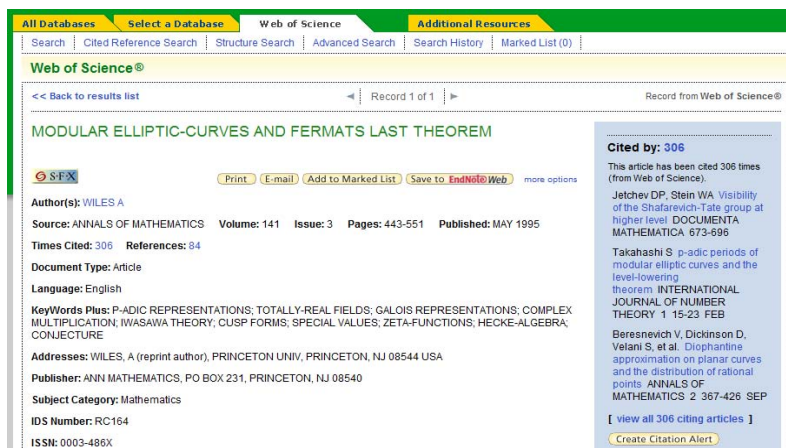 All Databases Select a Database Web of Science Additional Resources
Search Cited Reference Search Structure Search Advanced Search Search History Marked List (0)
Web of Science®
<< Back to results list
Record 1 of 1
Record from Web of Science®
MODULAR ELLIPTIC-CURVES AND FERMATS LAST THEOREM
S·F·X
Print E-mail Add to Marked List Save to EndNote Web more options
Author(s): WILES A
Source: ANNALS OF MATHEMATICS Volume: 141 Issue: 3 Pages: 443-551 Published: MAY 1995
Times Cited: 306 References: 84
Document Type: Article
Language: English
KeyWords Plus: P-ADIC REPRESENTATIONS; TOTALLY-REAL FIELDS; GALOIS REPRESENTATIONS; COMPLEX
MULTIPLICATION; IWASAWA THEORY; CUSP FORMS; SPECIAL VALUES; ZETA-FUNCTIONS; HECKE-ALGEBRA;
CONJECTURE
Addresses: WILES, A (reprint author), PRINCETON UNIV, PRINCETON, NJ 08544 USA
Publisher: ANN MATHEMATICS, PO BOX 231, PRINCETON, NJ 08540
Subject Category: Mathematics
IDS Number: RC164
ISSN: 0003-486X
Cited by: 306
This article has been cited 306 times
(from Web of Science).
Jetchev DP, Stein WA Visibility
of the Shafarevich-Tate group at
higher level DOCUMENTA
MATHEMATICA 673-696
Takahashi S p-adic periods of
modular elliptic curves and the
level-lowering
theorem INTERNATIONAL
JOURNAL OF NUMBER
THEORY 1 15-23 FEB
Beresnevich V, Dickinson D,
Velani S, et al. Diophantine
approximation on planar curves
and the distribution of rational
points ANNALS OF
MATHEMATICS 2 367-426 SEP
[ view all 306 citing articles ]
Create Citation Alert